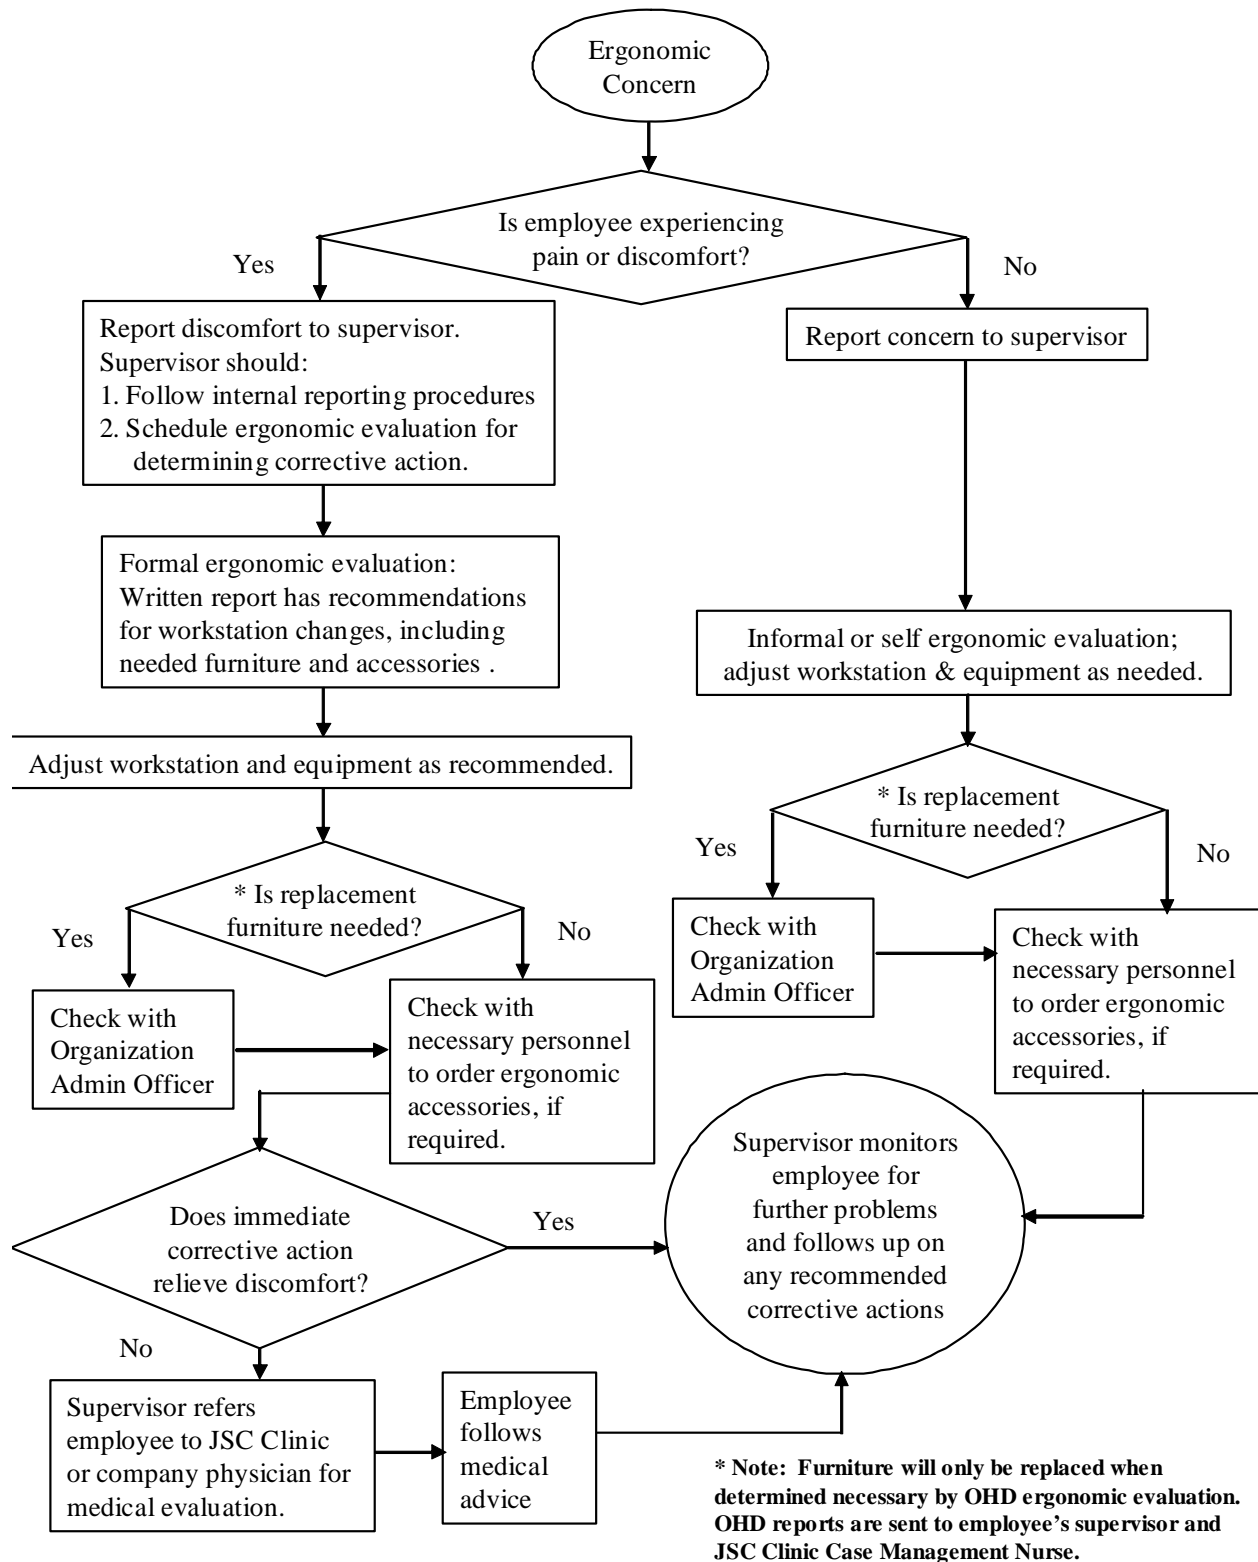 Ergonomic
Concern
Is employee experiencing
pain or discomfort?
Yes
No
Report discomfort to supervisor.
Supervisor should:
1. Follow internal reporting procedures
2. Schedule ergonomic evaluation for
determining corrective action.
Report concern to supervisor
Formal ergonomic evaluation:
Written report has recommendations
for workstation changes, including
needed furniture and accessories .
Informal or self ergonomic evaluation;
adjust workstation & equipment as needed.
Adjust workstation and equipment as recommended.
* Is replacement
furniture needed?
Yes
No
* Is replacement
furniture needed?
Yes
No
Check with
Organization
Admin Officer
Check with
necessary personnel
to order ergonomic
accessories, if
required.
Check with
Organization
Admin Officer
Check with
necessary personnel
to order ergonomic
accessories, if
required.
Does immediate
corrective action
relieve discomfort?
Yes
No
Supervisor monitors
employee for
further problems
and follows up on
any recommended
corrective actions
Supervisor refers
employee to JSC Clinic
or company physician for
medical evaluation.
Employee
follows
medical
advice
* Note: Furniture will only be replaced when
determined necessary by OHD ergonomic evaluation.
OHD reports are sent to employee’s supervisor and
JSC Clinic Case Management Nurse.